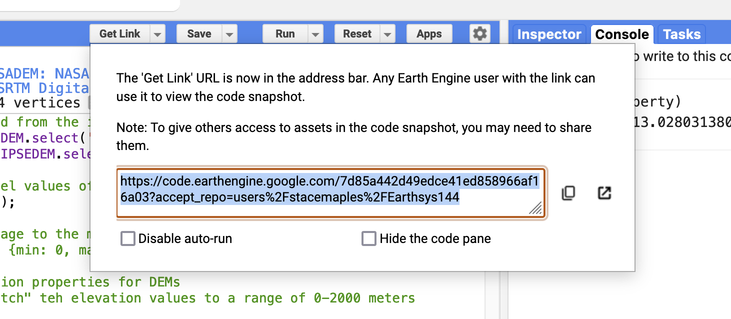 Get Link Save Run Reset Apps Inspector Console Tasks
SADEM: NASA
SRTM Digita
4 vertices
d from the i
DEM.select('
IPSEDEM.sele
el values of
);
age to the m
{min: 0, ma
ion properties for DEMs
tch" teh elevation values to a range of 0-2000 meters
The 'Get Link' URL is now in the address bar. Any Earth Engine user with the link can
use it to view the code snapshot.
Note: To give others access to assets in the code snapshot, you may need to share
them.
https://code.earthengine.google.com/7d85a442d49edce41ed858966af1
6a03?accept_repo=users%2Fstacemaples%2FEarthsys144
Disable auto-run Hide the code pane
o write to this co
perty)
13.028031380